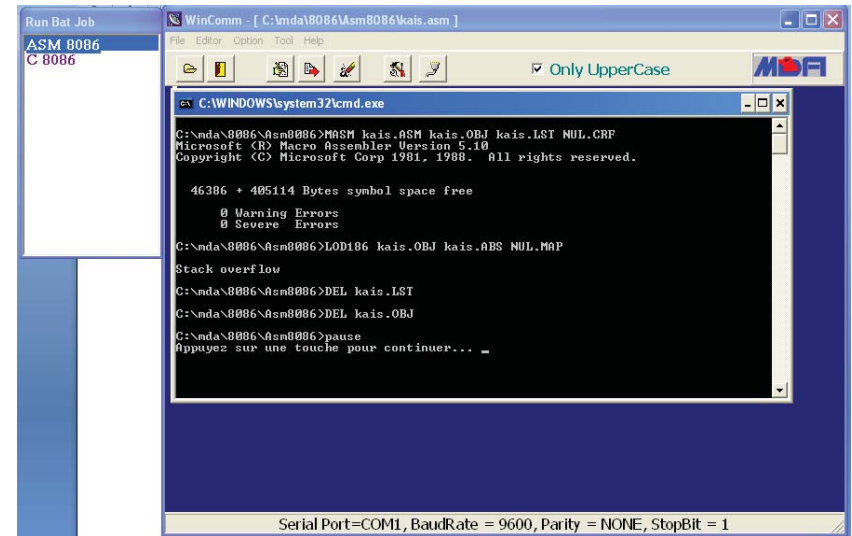 Run Bat Job
ASM 8086
C 8086
WinComm - [ C:\mda\8086\Asm8086\kais.asm ]
File Editor Option Tool Help
Only UpperCase
MDA
C:\WINDOWS\system32\cmd.exe
C:\mda\8086\Asm8086>MASM kais.ASM kais.OBJ kais.LST NUL.CRF
Microsoft (R) Macro Assembler Version 5.10
Copyright (C) Microsoft Corp 1981, 1988.  All rights reserved.
46386 + 405114 Bytes symbol space free
0 Warning Errors
0 Severe  Errors
C:\mda\8086\Asm8086>LOD186 kais.OBJ kais.ABS NUL.MAP
Stack overflow
C:\mda\8086\Asm8086>DEL kais.LST
C:\mda\8086\Asm8086>DEL kais.OBJ
C:\mda\8086\Asm8086>pause
Appuyez sur une touche pour continuer... _
Serial Port=COM1, BaudRate = 9600, Parity = NONE, StopBit = 1